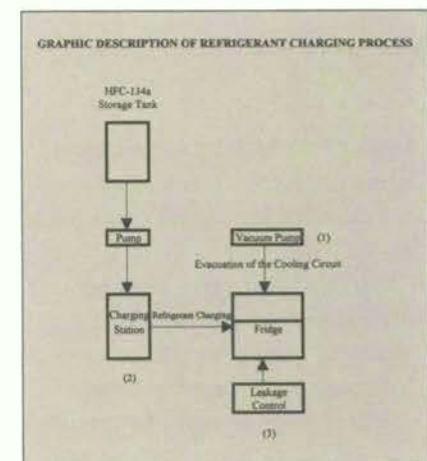 GRAPHIC DESCRIPTION OF REFRIGERANT CHARGING PROCESS
HFC-134a
Storage Tank
Pump
Vacuum Pump (1)
Evacuation of the Cooling Circuit
Charging
Station
Refrigerant Charging
Fridge
(2)
Leakage
Control
(3)